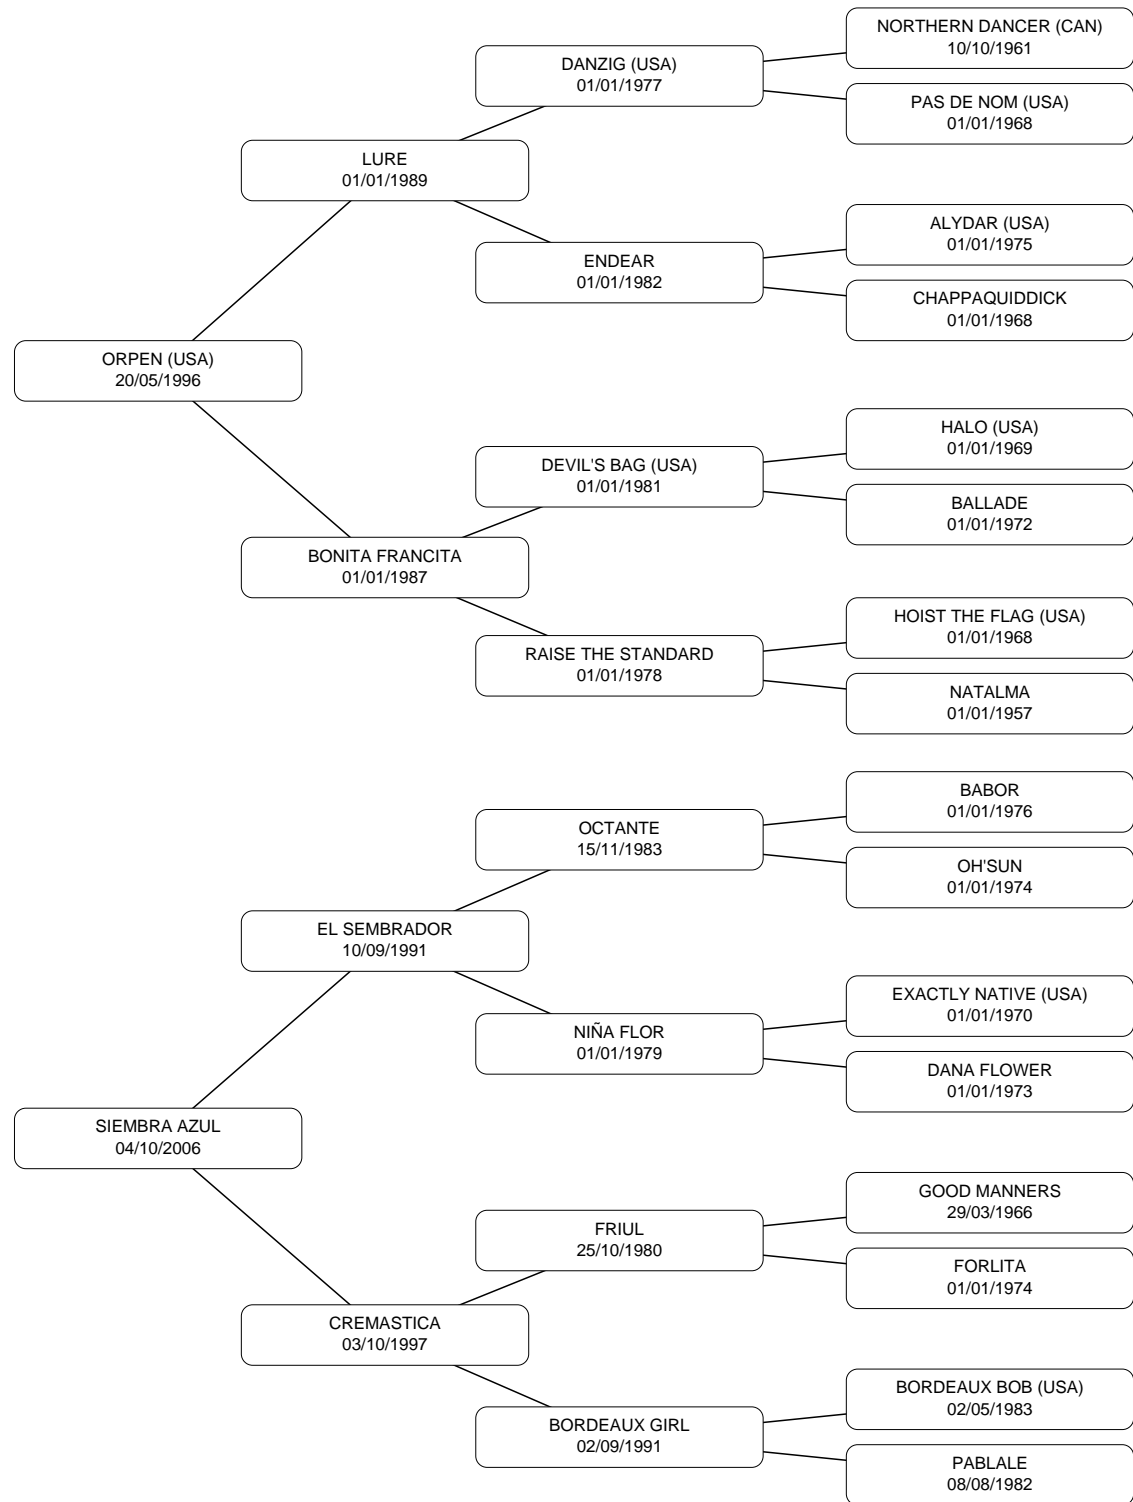 NORTHERN DANCER (CAN)
10/10/1961
DANZIG (USA)
01/01/1977
PAS DE NOM (USA)
01/01/1968
LURE
01/01/1989
ALYDAR (USA)
01/01/1975
ENDEAR
01/01/1982
CHAPPAQUIDDICK
01/01/1968
ORPEN (USA)
20/05/1996
HALO (USA)
01/01/1969
DEVIL'S BAG (USA)
01/01/1981
BALLADE
01/01/1972
BONITA FRANCITA
01/01/1987
HOIST THE FLAG (USA)
01/01/1968
RAISE THE STANDARD
01/01/1978
NATALMA
01/01/1957
BABOR
01/01/1976
OCTANTE
15/11/1983
OH'SUN
01/01/1974
EL SEMBRADOR
10/09/1991
EXACTLY NATIVE (USA)
01/01/1970
NIÑA FLOR
01/01/1979
DANA FLOWER
01/01/1973
SIEMBRA AZUL
04/10/2006
GOOD MANNERS
29/03/1966
FRIUL
25/10/1980
FORLITA
01/01/1974
CREMASTICA
03/10/1997
BORDEAUX BOB (USA)
02/05/1983
BORDEAUX GIRL
02/09/1991
PABLALE
08/08/1982